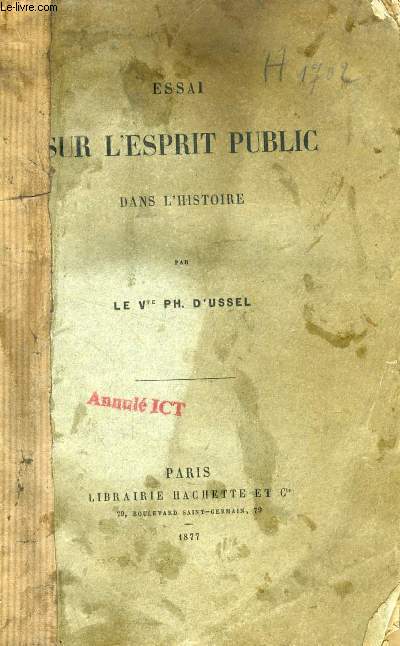 © Le-livre.com
H 1702
ESSAI
SUR L'ESPRIT PUBLIC
DANS L'HISTOIRE
PAR
LE Vte PH. D'USSEL
Annulé ICT
PARIS
LIBRAIRIE HACHETTE ET Cie
79, BOULEVARD SAINT-GERMAIN, 79
1877